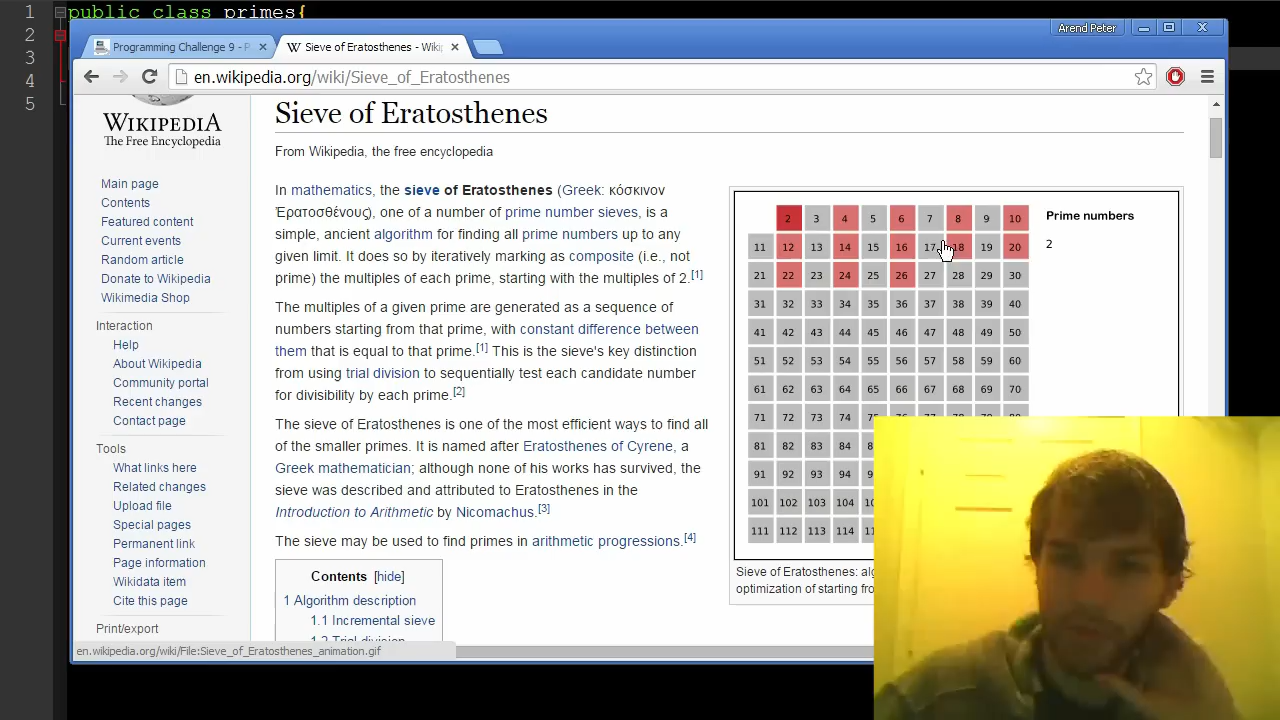 1 public class primes{
2
3
4
5
Arend Peter
Programming Challenge 9 - P
Sieve of Eratosthenes - Wiki
en.wikipedia.org/wiki/Sieve_of_Eratosthenes
WIKIPEDIA
The Free Encyclopedia
Main page
Contents
Featured content
Current events
Random article
Donate to Wikipedia
Wikimedia Shop
Interaction
Help
About Wikipedia
Community portal
Recent changes
Contact page
Tools
What links here
Related changes
Upload file
Special pages
Permanent link
Page information
Wikidata item
Cite this page
Print/export
Sieve of Eratosthenes
From Wikipedia, the free encyclopedia
In mathematics, the sieve of Eratosthenes (Greek: κόσκινον
Ἐρατοσθένους), one of a number of prime number sieves, is a
simple, ancient algorithm for finding all prime numbers up to any
given limit. It does so by iteratively marking as composite (i.e., not
prime) the multiples of each prime, starting with the multiples of 2.[1]
The multiples of a given prime are generated as a sequence of
numbers starting from that prime, with constant difference between
them that is equal to that prime.[1] This is the sieve's key distinction
from using trial division to sequentially test each candidate number
for divisibility by each prime.[2]
The sieve of Eratosthenes is one of the most efficient ways to find all
of the smaller primes. It is named after Eratosthenes of Cyrene, a
Greek mathematician; although none of his works has survived, the
sieve was described and attributed to Eratosthenes in the
Introduction to Arithmetic by Nicomachus.[3]
The sieve may be used to find primes in arithmetic progressions.[4]
Contents [hide]
1 Algorithm description
1.1 Incremental sieve
1.2 Trial division
2 3 4 5 6 7 8 9 10
11 12 13 14 15 16 17 18 19 20
21 22 23 24 25 26 27 28 29 30
31 32 33 34 35 36 37 38 39 40
41 42 43 44 45 46 47 48 49 50
51 52 53 54 55 56 57 58 59 60
61 62 63 64 65 66 67 68 69 70
71 72 73 74 75 76 77 78 79 80
81 82 83 84
91 92 93 94
101 102 103 104
111 112 113 114
Prime numbers
2
Sieve of Eratosthenes:
optimization of starting
en.wikipedia.org/wiki/File:Sieve_of_Eratosthenes_animation.gif